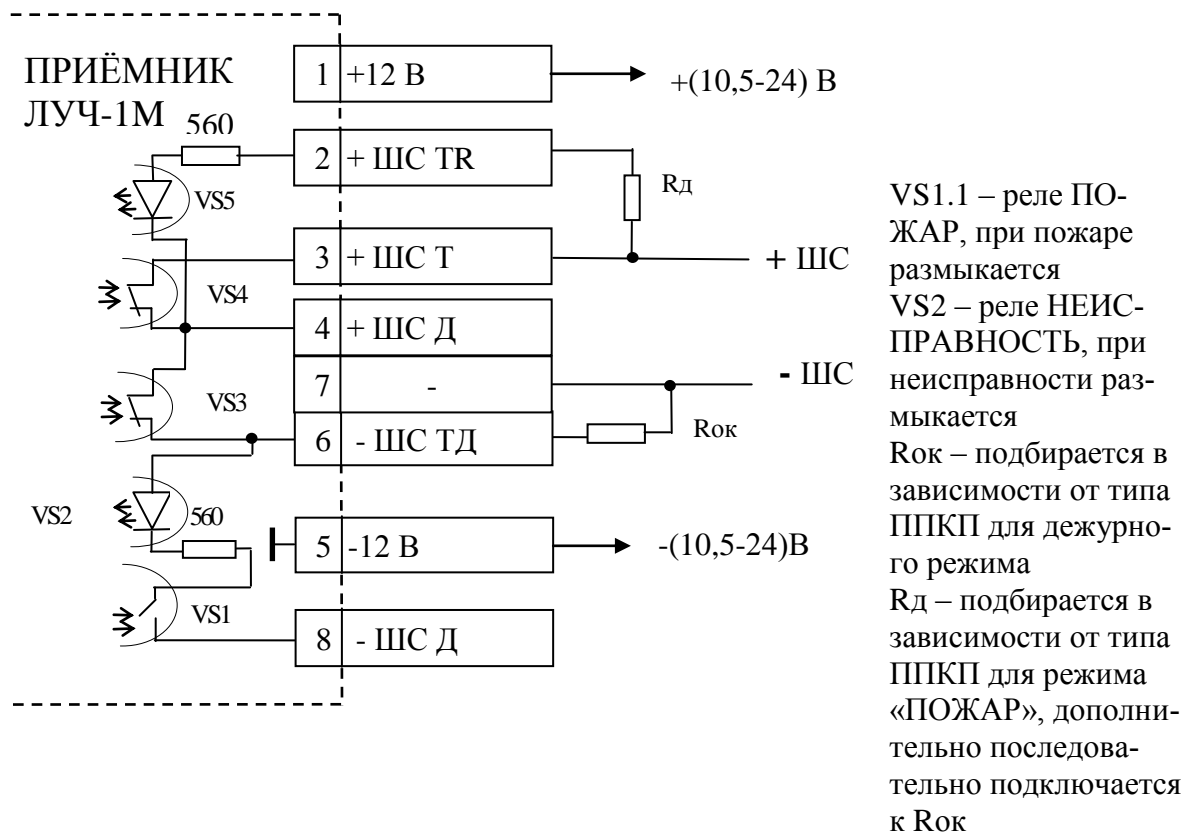 ПРИЁМНИК
ЛУЧ-1М
560
VS5
VS4
VS3
VS2
560
VS1
1 +12 В
+(10,5-24) В
2 + ШС TR
Rд
3 + ШС Т
+ ШС
4 + ШС Д
7 -
- ШС
6 - ШС ТД
Rок
5 -12 В
-(10,5-24)В
8 - ШС Д
VS1.1 – реле ПО-
ЖАР, при пожаре
размыкается
VS2 – реле НЕИС-
ПРАВНОСТЬ, при
неисправности раз-
мыкается
Rок – подбирается в
зависимости от типа
ППКП для дежурно-
го режима
Rд – подбирается в
зависимости от типа
ППКП для режима
«ПОЖАР», дополни-
тельно последова-
тельно подключается
к Rок